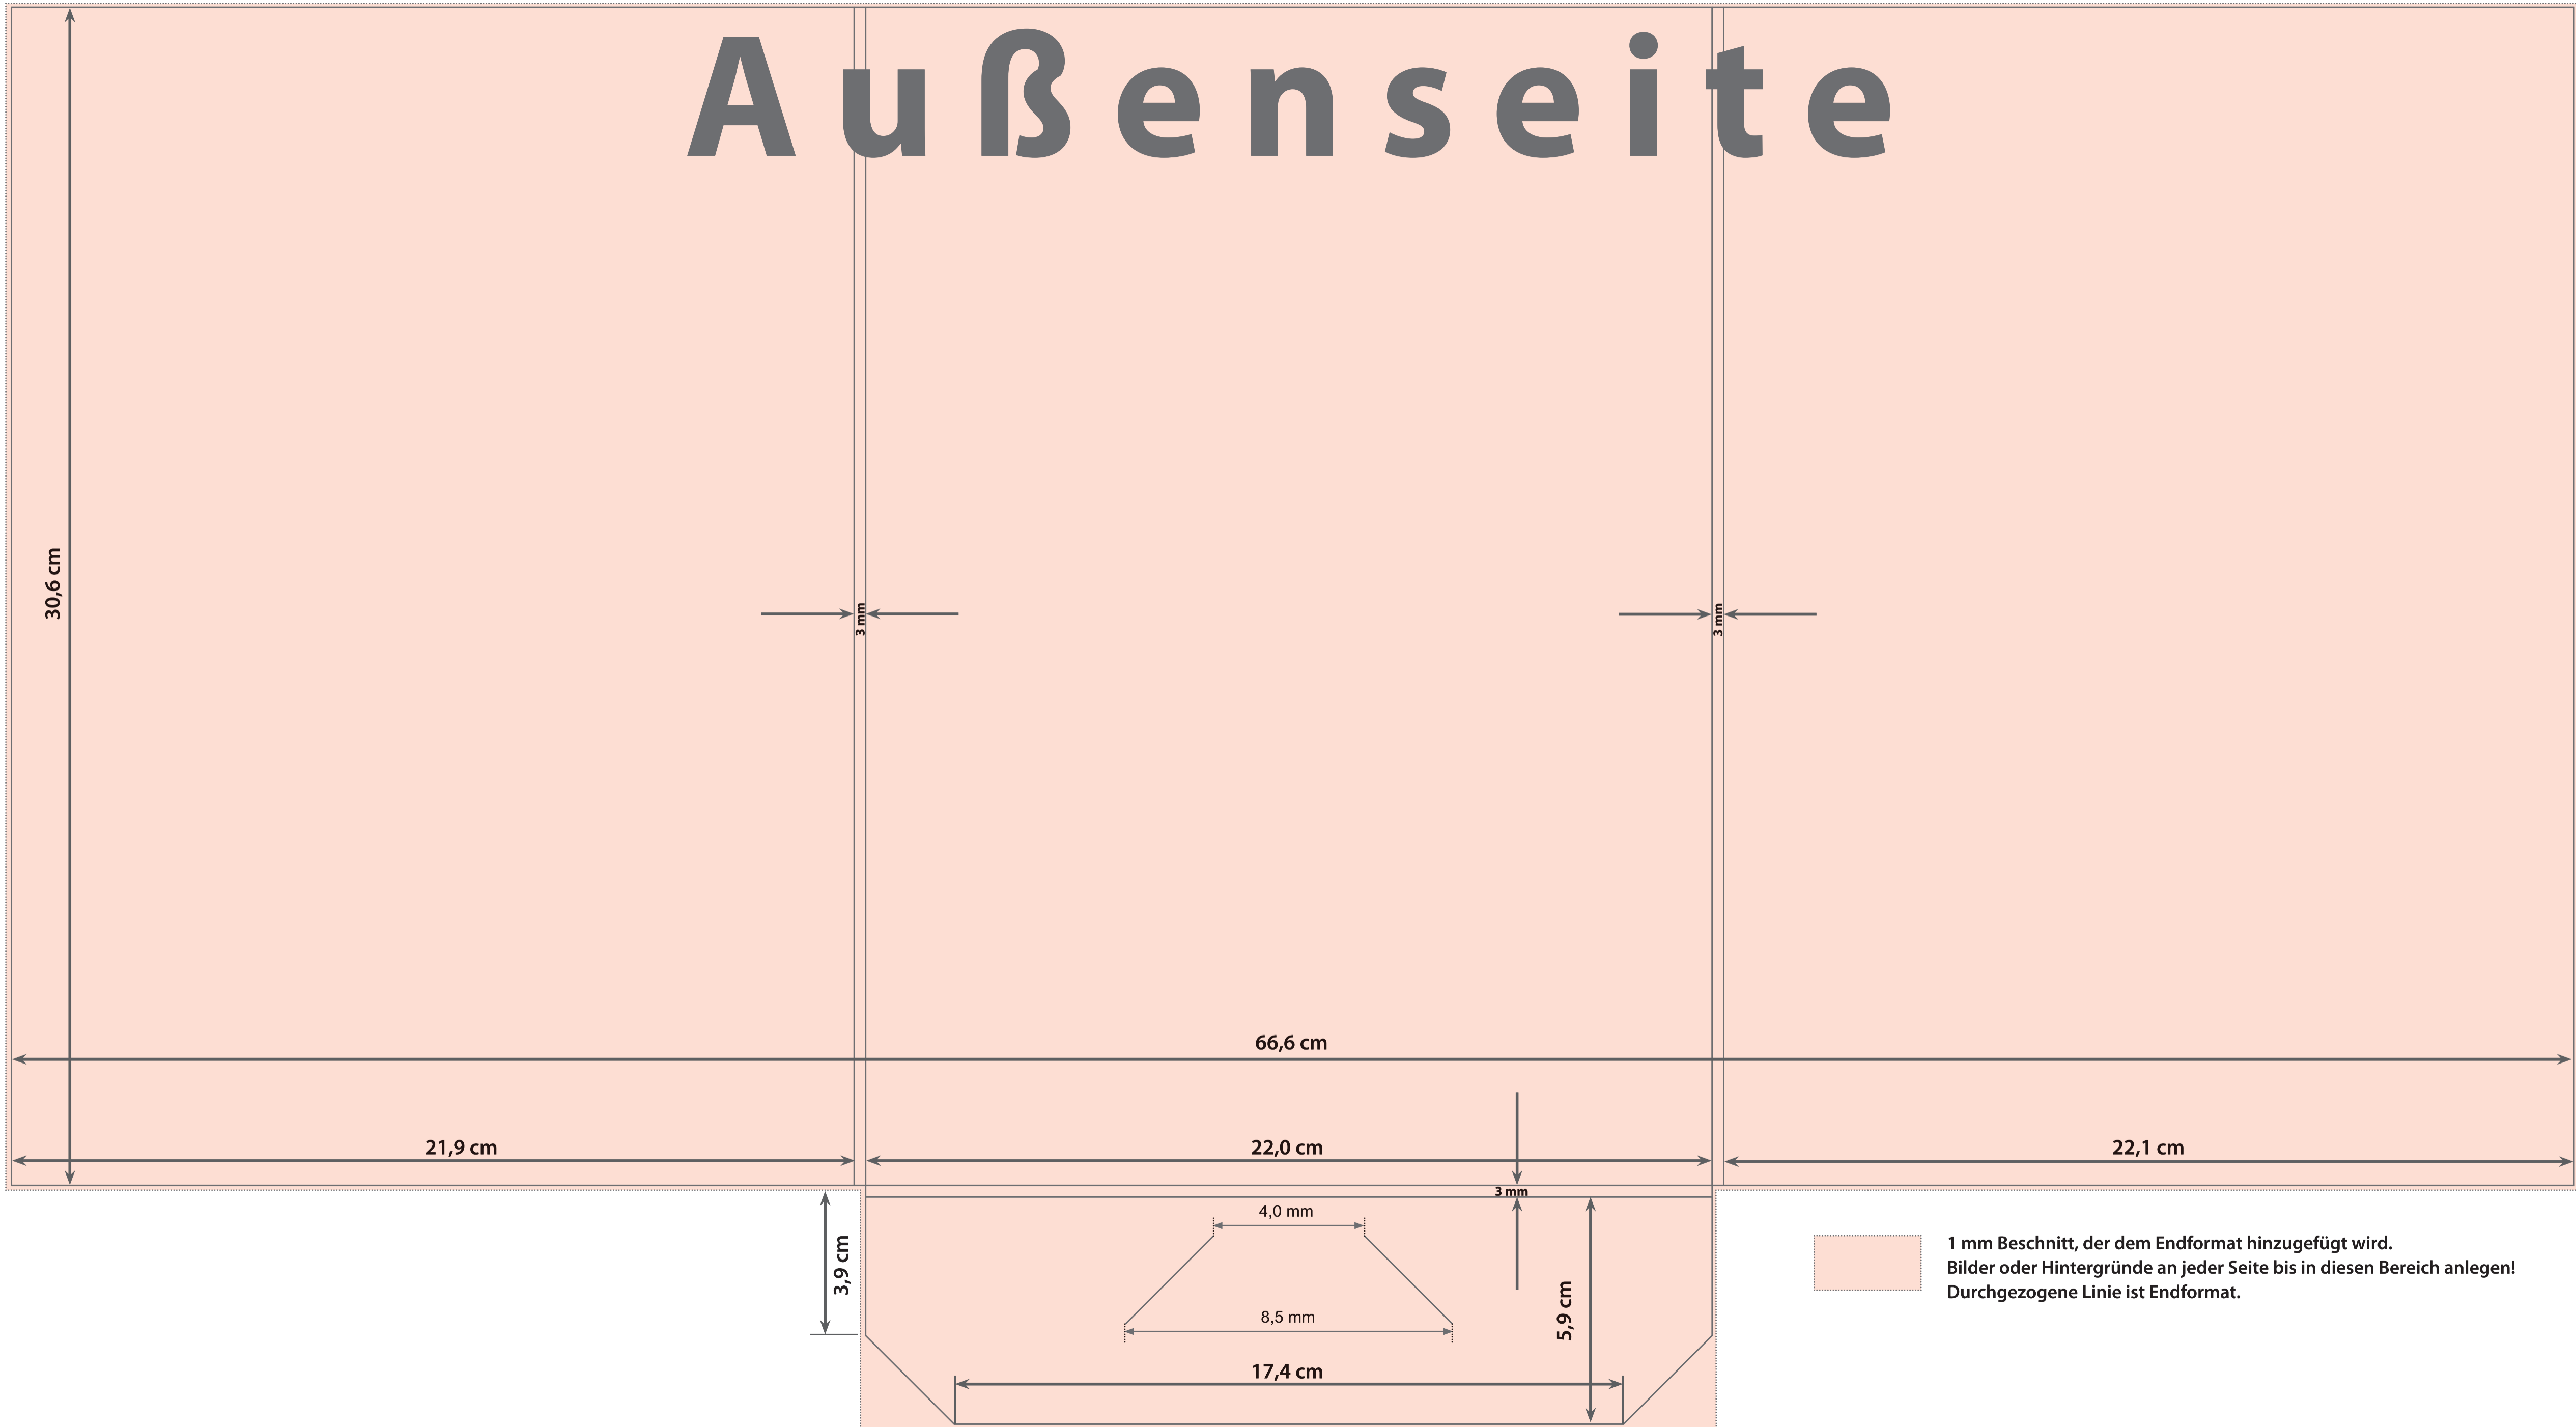 Außenseite
30,6 cm
3 mm
3 mm
66,6 cm
21,9 cm
22,0 cm
22,1 cm
3 mm
4,0 mm
3,9 cm
8,5 mm
5,9 cm
17,4 cm
1 mm Beschnitt, der dem Endformat hinzugefügt wird.
Bilder oder Hintergründe an jeder Seite bis in diesen Bereich anlegen!
Durchgezogene Linie ist Endformat.